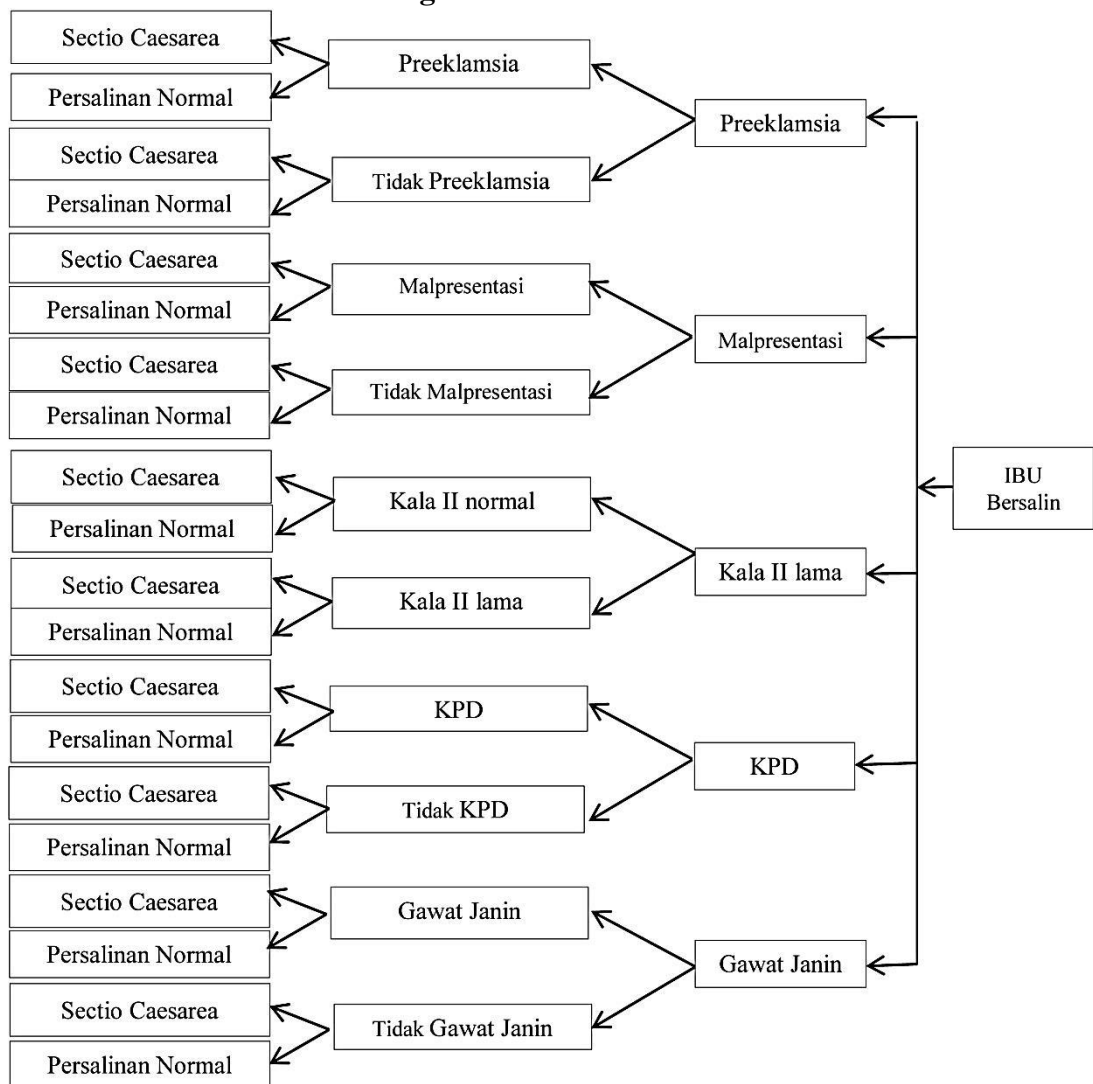 Sectio Caesarea
Persalinan Normal
Sectio Caesarea
Persalinan Normal
Preeklamsia
Tidak Preeklamsia
Preeklamsia
Sectio Caesarea
Persalinan Normal
Sectio Caesarea
Persalinan Normal
Malpresentasi
Tidak Malpresentasi
Malpresentasi
Sectio Caesarea
Persalinan Normal
Sectio Caesarea
Persalinan Normal
Kala II normal
Kala II lama
Kala II lama
Sectio Caesarea
Persalinan Normal
Sectio Caesarea
Persalinan Normal
KPD
Tidak KPD
KPD
Sectio Caesarea
Persalinan Normal
Sectio Caesarea
Persalinan Normal
Gawat Janin
Tidak Gawat Janin
Gawat Janin
IBU
Bersalin